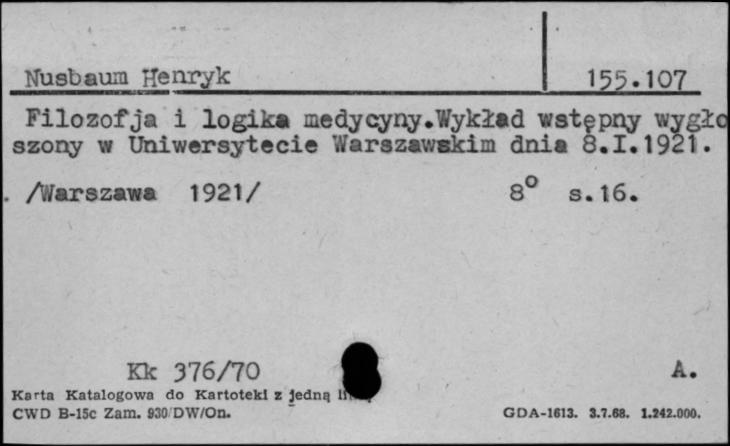 Nusbaum Henryk 155.107
Filozofja i logika medycyny.Wykład wstępny wygło
szony w Uniwersytecie Warszawskim dnia 8.I.1921.
. /Warszawa 1921/ 8° s.16.
Kk 376/70 A.
Karta Katalogowa do Kartoteki z jedną
CWD B-15c Zam. 930/DW/On. GDA-1613. 3.7.68. 1.242.000.